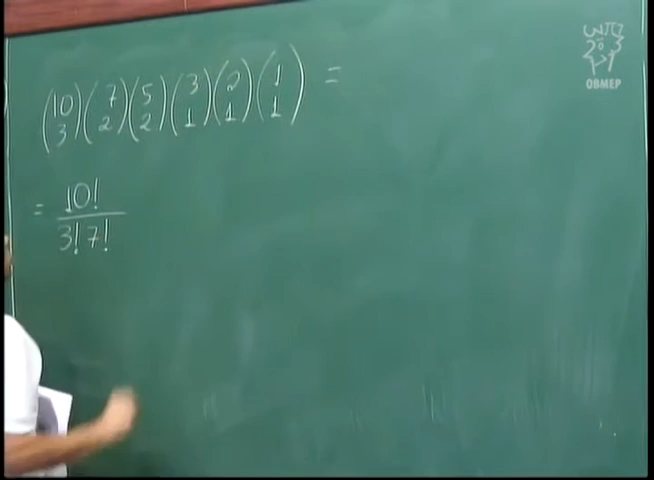 (10 3)(7 2)(5 2)(3 1)(2 1)(1 1) =
= 10! / 3! 7!
OBMEP